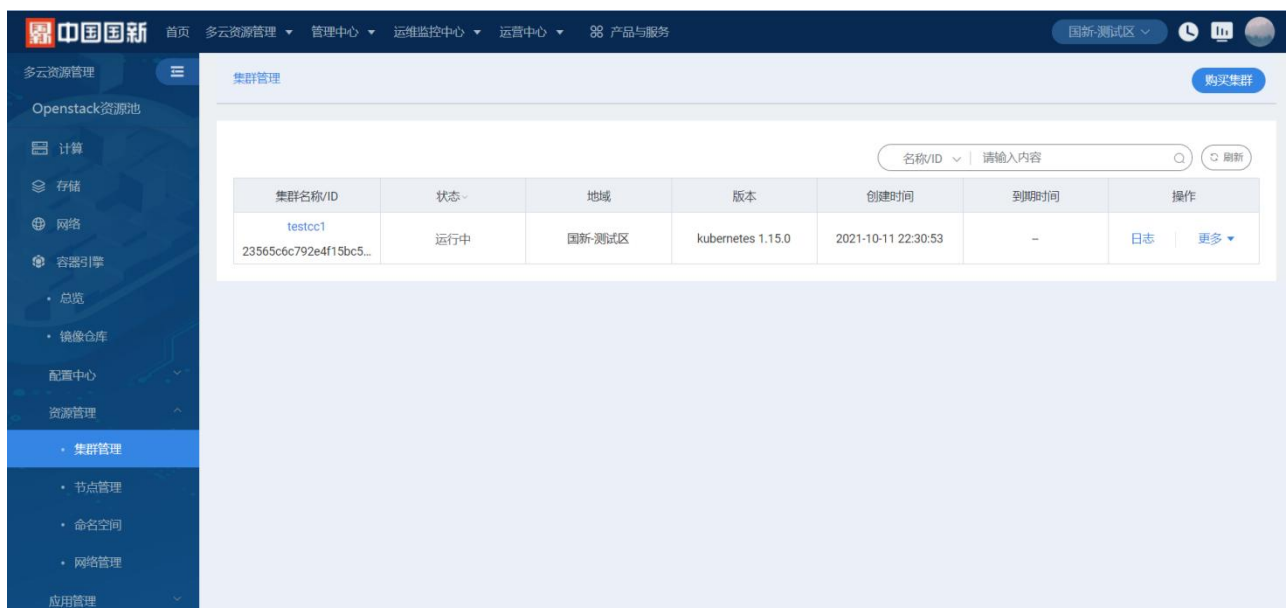 中国国新 首页 多云资源管理 管理中心 运维监控中心 运营中心 产品与服务 国新-测试区
多云资源管理
集群管理 购买集群
Openstack资源池
计算
名称/ID 请输入内容 刷新
存储
集群名称/ID 状态 地域 版本 创建时间 到期时间 操作
网络
testcc1
23565c6c792e4f15bc5... 运行中 国新-测试区 kubernetes 1.15.0 2021-10-11 22:30:53 – 日志 更多
容器引擎
总览
镜像仓库
配置中心
资源管理
集群管理
节点管理
命名空间
网络管理
应用管理